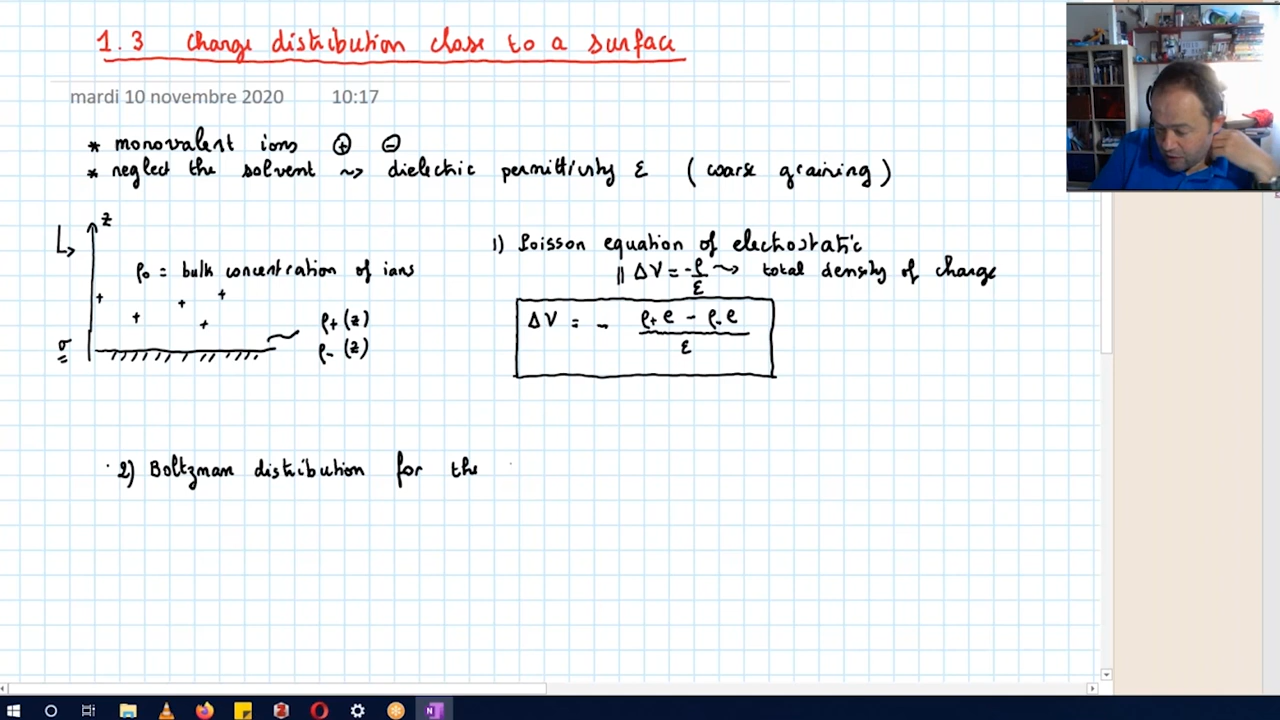 1.3 Charge distribution close to a surface
mardi 10 novembre 2020 10:17
* monovalent ions ⊕ ⊖
* neglect the solvent ⇝ dielectric permittivity ε (coarse graining)
z
ρ₀ = bulk concentration of ions
ρ₊(z)
ρ₋(z)
σ
1) Poisson equation of electrostatic
ΔV = -ρ/ε ⇝ total density of charge
ΔV = - (ρ₊e - ρ₋e)/ε
2) Boltzman distribution for the